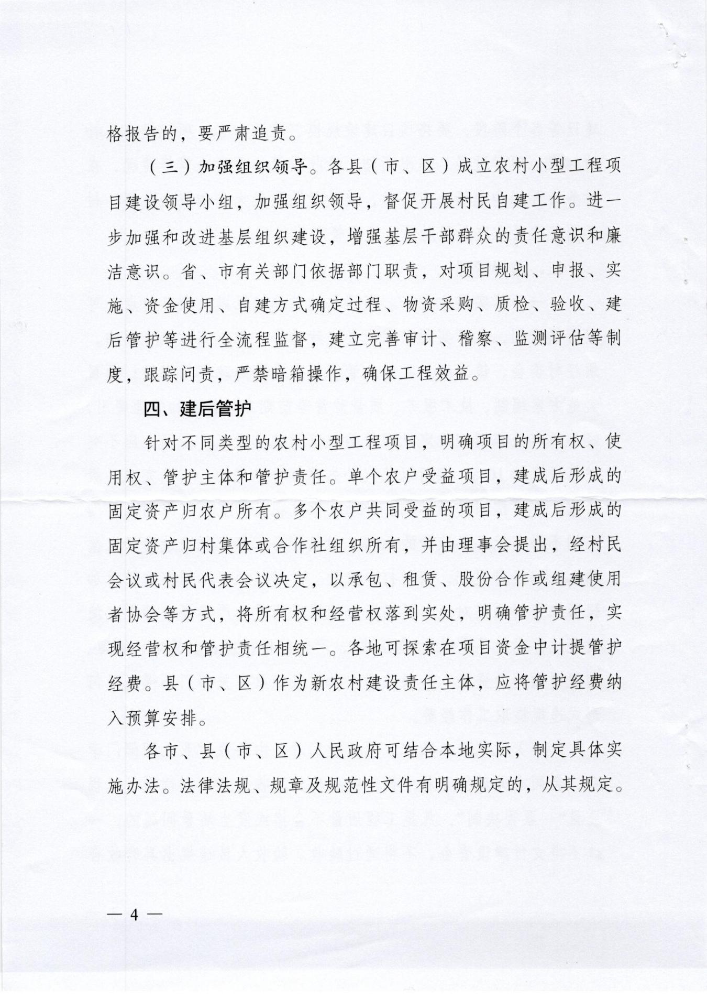 格报告的，要严肃追责。
（三）加强组织领导。各县（市、区）成立农村小型工程项
目建设领导小组，加强组织领导，督促开展村民自建工作。进一
步加强和改进基层组织建设，增强基层干部群众的责任意识和廉
洁意识。省、市有关部门依据部门职责，对项目规划、申报、实
施、资金使用、自建方式确定过程、物资采购、质检、验收、建
后管护等进行全流程监督，建立完善审计、稽察、监测评估等制
度，跟踪问责，严禁暗箱操作，确保工程效益。
四、建后管护
针对不同类型的农村小型工程项目，明确项目的所有权、使
用权、管护主体和管护责任。单个农户受益项目，建成后形成的
固定资产归农户所有。多个农户共同受益的项目，建成后形成的
固定资产归村集体或合作社组织所有，并由理事会提出，经村民
会议或村民代表会议决定，以承包、租赁、股份合作或组建使用
者协会等方式，将所有权和经营权落到实处，明确管护责任，实
现经营权和管护责任相统一。各地可探索在项目资金中计提管护
经费。县（市、区）作为新农村建设责任主体，应将管护经费纳
入预算安排。
各市、县（市、区）人民政府可结合本地实际，制定具体实
施办法。法律法规、规章及规范性文件有明确规定的，从其规定。
— 4 —